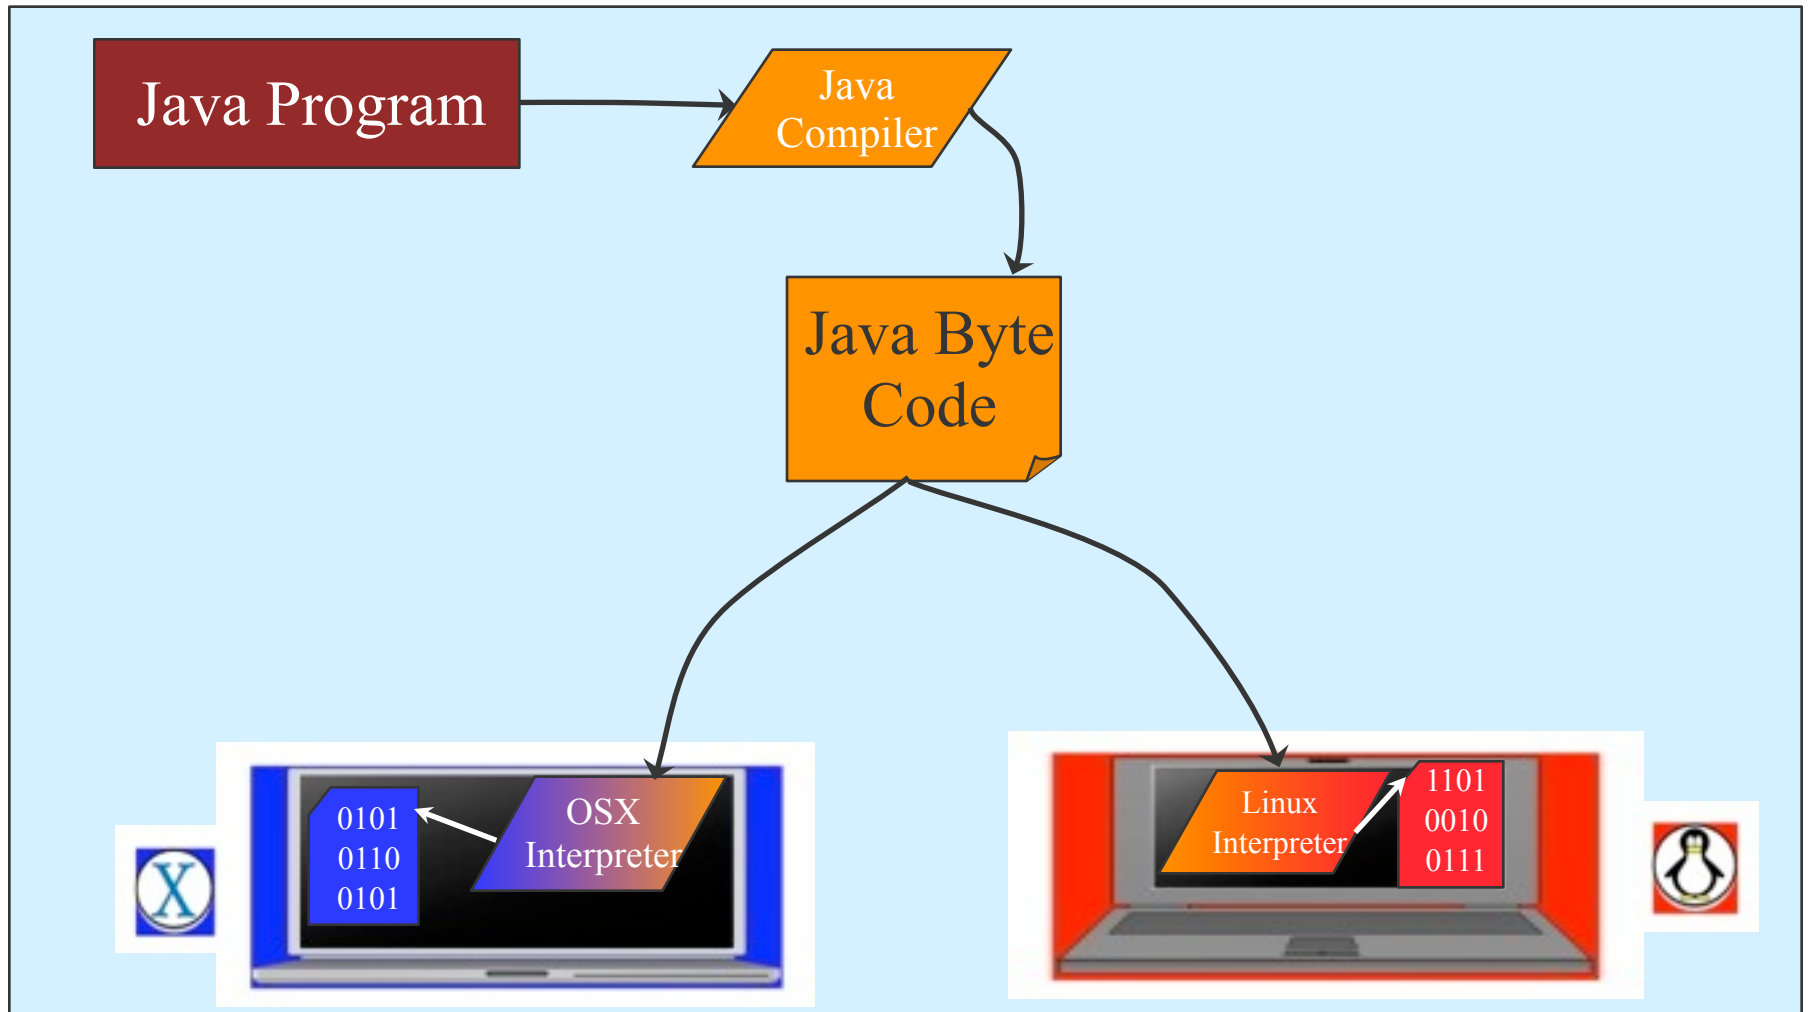 Java Program
Java
Compiler
Java Byte
Code
0101
0110
0101
OSX
Interpreter
Linux
Interpreter
1101
0010
0111
X